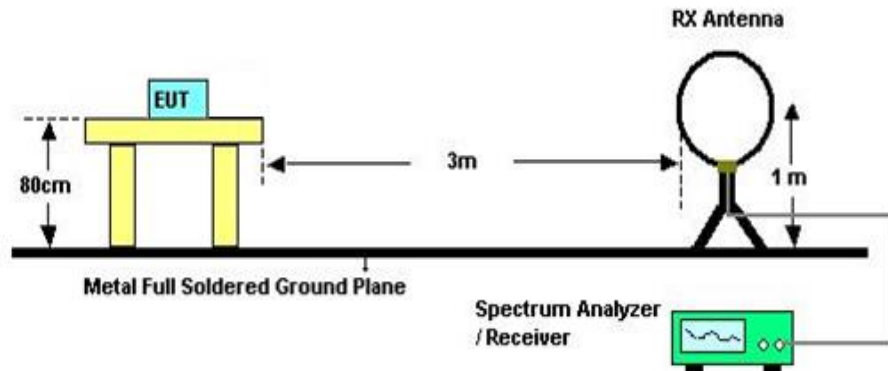 RX Antenna
EUT
80cm
3m
1 m
Metal Full Soldered Ground Plane
Spectrum Analyzer
/ Receiver